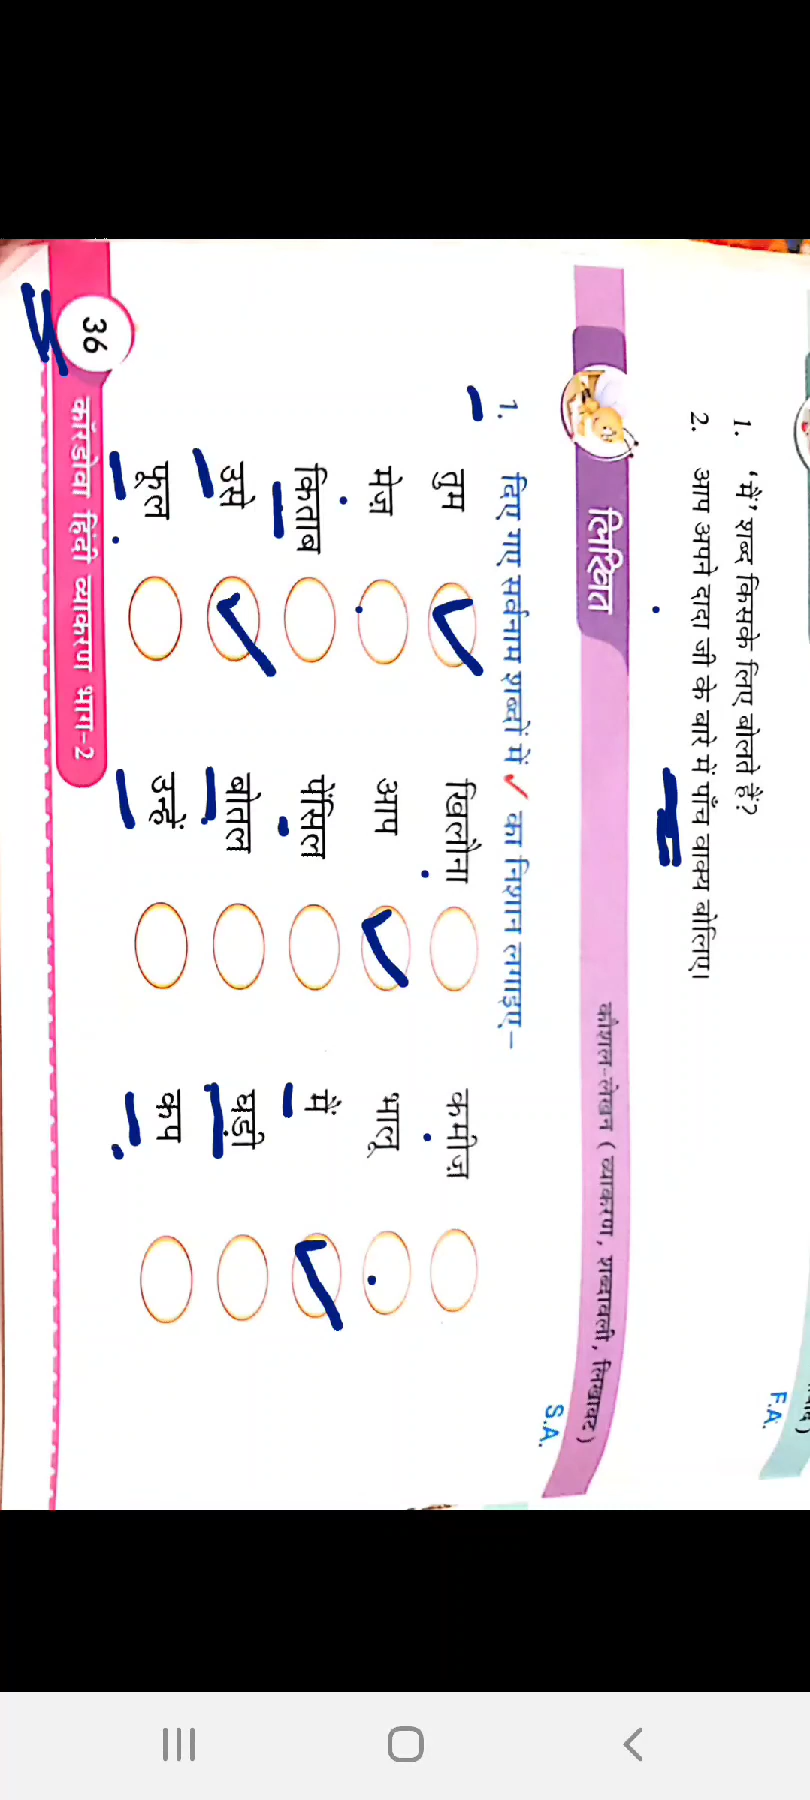 F.A.
1. 'मैं' शब्द किसके लिए बोलते हैं?
2. आप अपने दादा जी के बारे में पाँच वाक्य बोलिए।
लिखित
कौशल-लेखन (व्याकरण, शब्दावली, लिखावट)
S.A.
1. दिए गए सर्वनाम शब्दों में ✓ का निशान लगाइए–
तुम ✓ खिलौना कमीज़
मेज़ आप ✓ भालू
किताब पेंसिल मैं ✓
उसे ✓ बोतल घड़ी
फूल उन्हें कप
36 कॉरडोवा हिंदी व्याकरण भाग-2